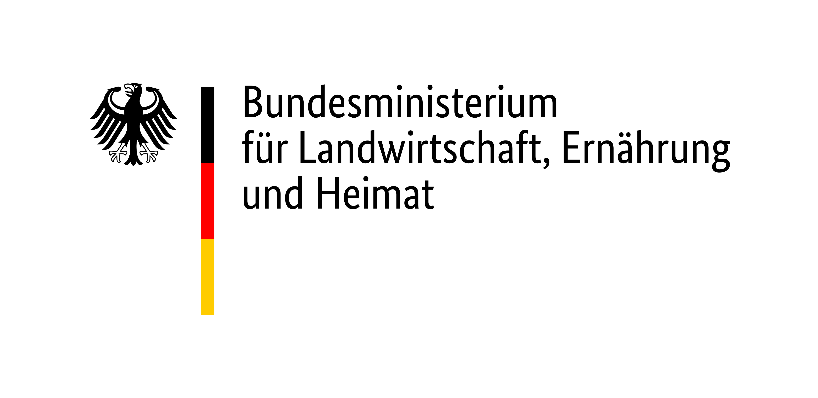 Bundesministerium
für Landwirtschaft, Ernährung
und Heimat